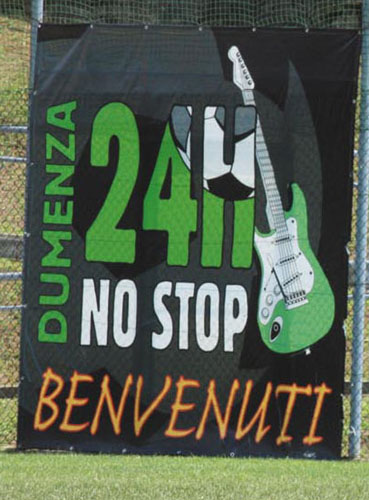 DUMENZA
24H
NO STOP
BENVENUTI